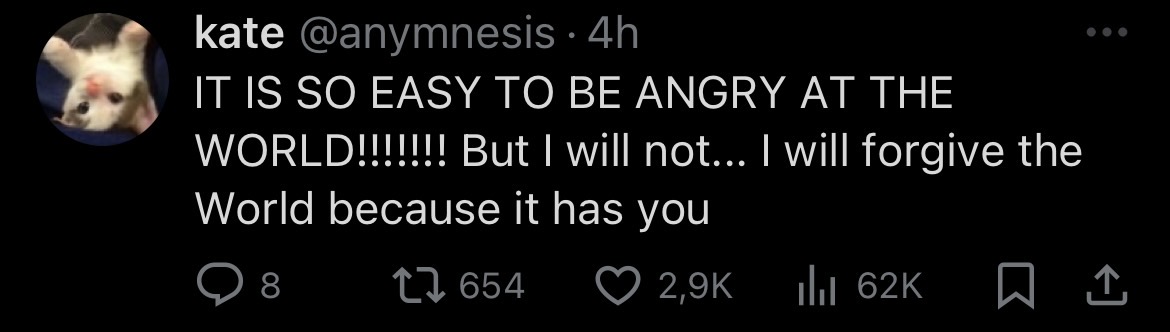 kate @anymnesis · 4h
IT IS SO EASY TO BE ANGRY AT THE
WORLD!!!!!!! But I will not... I will forgive the
World because it has you
8 654 2,9K 62K